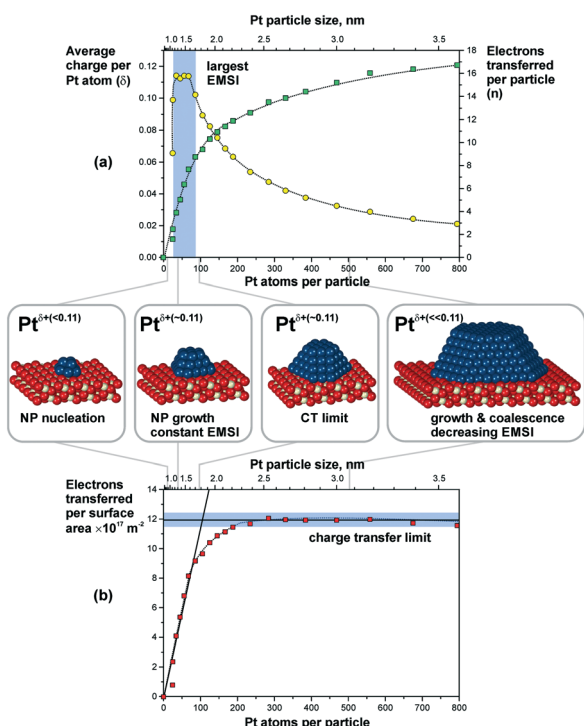 Pt particle size, nm
1.0 1.5 2.0 2.5 3.0 3.5
Average
charge per
Pt atom (δ)
largest
EMSI
Electrons
transferred
per particle
(n)
0.12
0.10
0.08
0.06
0.04
0.02
0.00
18
16
14
12
10
8
6
4
2
0
(a)
0 100 200 300 400 500 600 700 800
Pt atoms per particle
Pt δ+(<0.11)
NP nucleation
Pt δ+(~0.11)
NP growth
constant EMSI
Pt δ+(~0.11)
CT limit
Pt δ+(<<0.11)
growth & coalescence
decreasing EMSI
Pt particle size, nm
1.0 1.5 2.0 2.5 3.0 3.5
Electrons
transferred
per surface
area ×10¹⁷ m⁻²
14
12
10
8
6
4
2
0
charge transfer limit
(b)
0 100 200 300 400 500 600 700 800
Pt atoms per particle